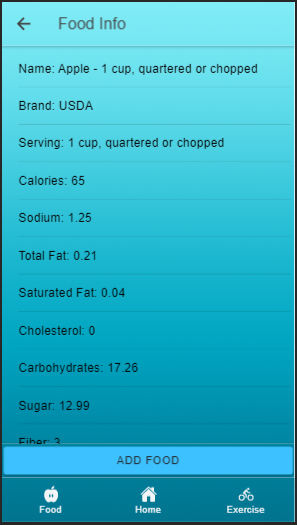 Food Info
Name: Apple - 1 cup, quartered or chopped
Brand: USDA
Serving: 1 cup, quartered or chopped
Calories: 65
Sodium: 1.25
Total Fat: 0.21
Saturated Fat: 0.04
Cholesterol: 0
Carbohydrates: 17.26
Sugar: 12.99
Fiber: 3
ADD FOOD
Food
Home
Exercise